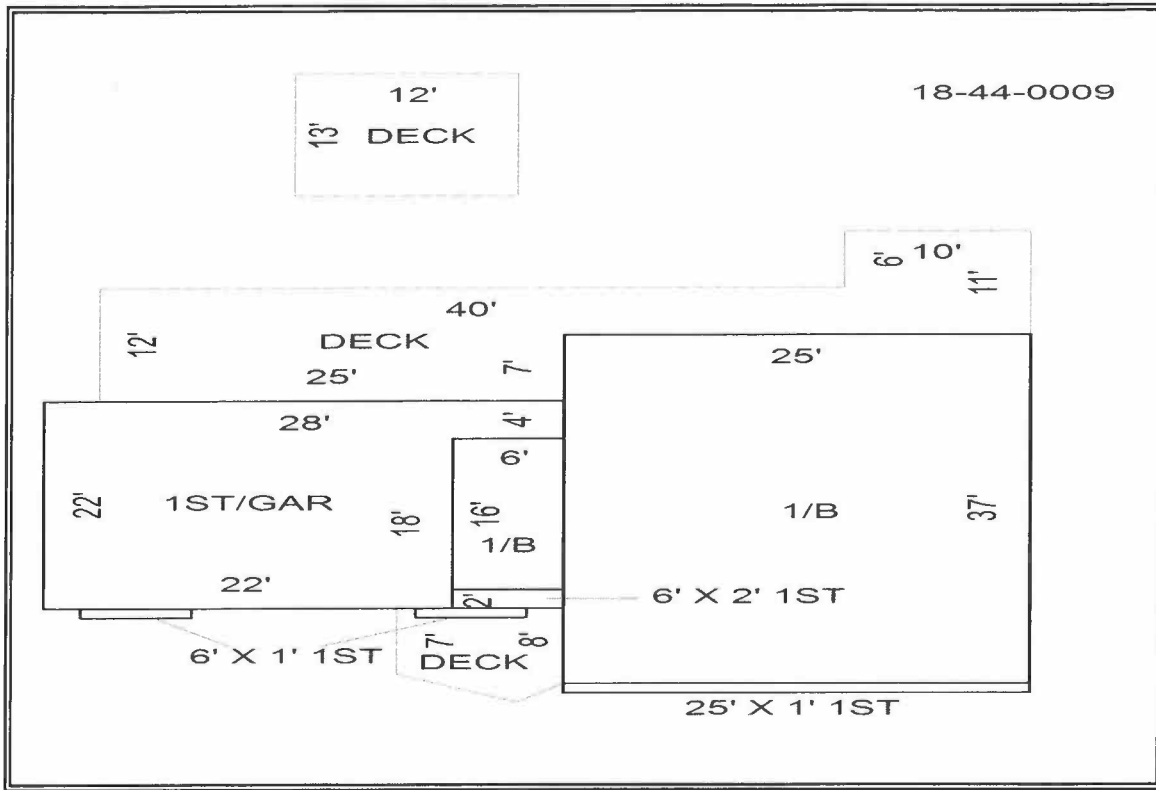 18-44-0009
12'
13' DECK
6' 10'
11'
40'
12' DECK
25' 7'
25'
28' 4'
6'
22' 1ST/GAR 18' 16' 1/B
1/B 37'
22' 2' 6' X 2' 1ST
6' X 1' 1ST 7' DECK 8'
25' X 1' 1ST